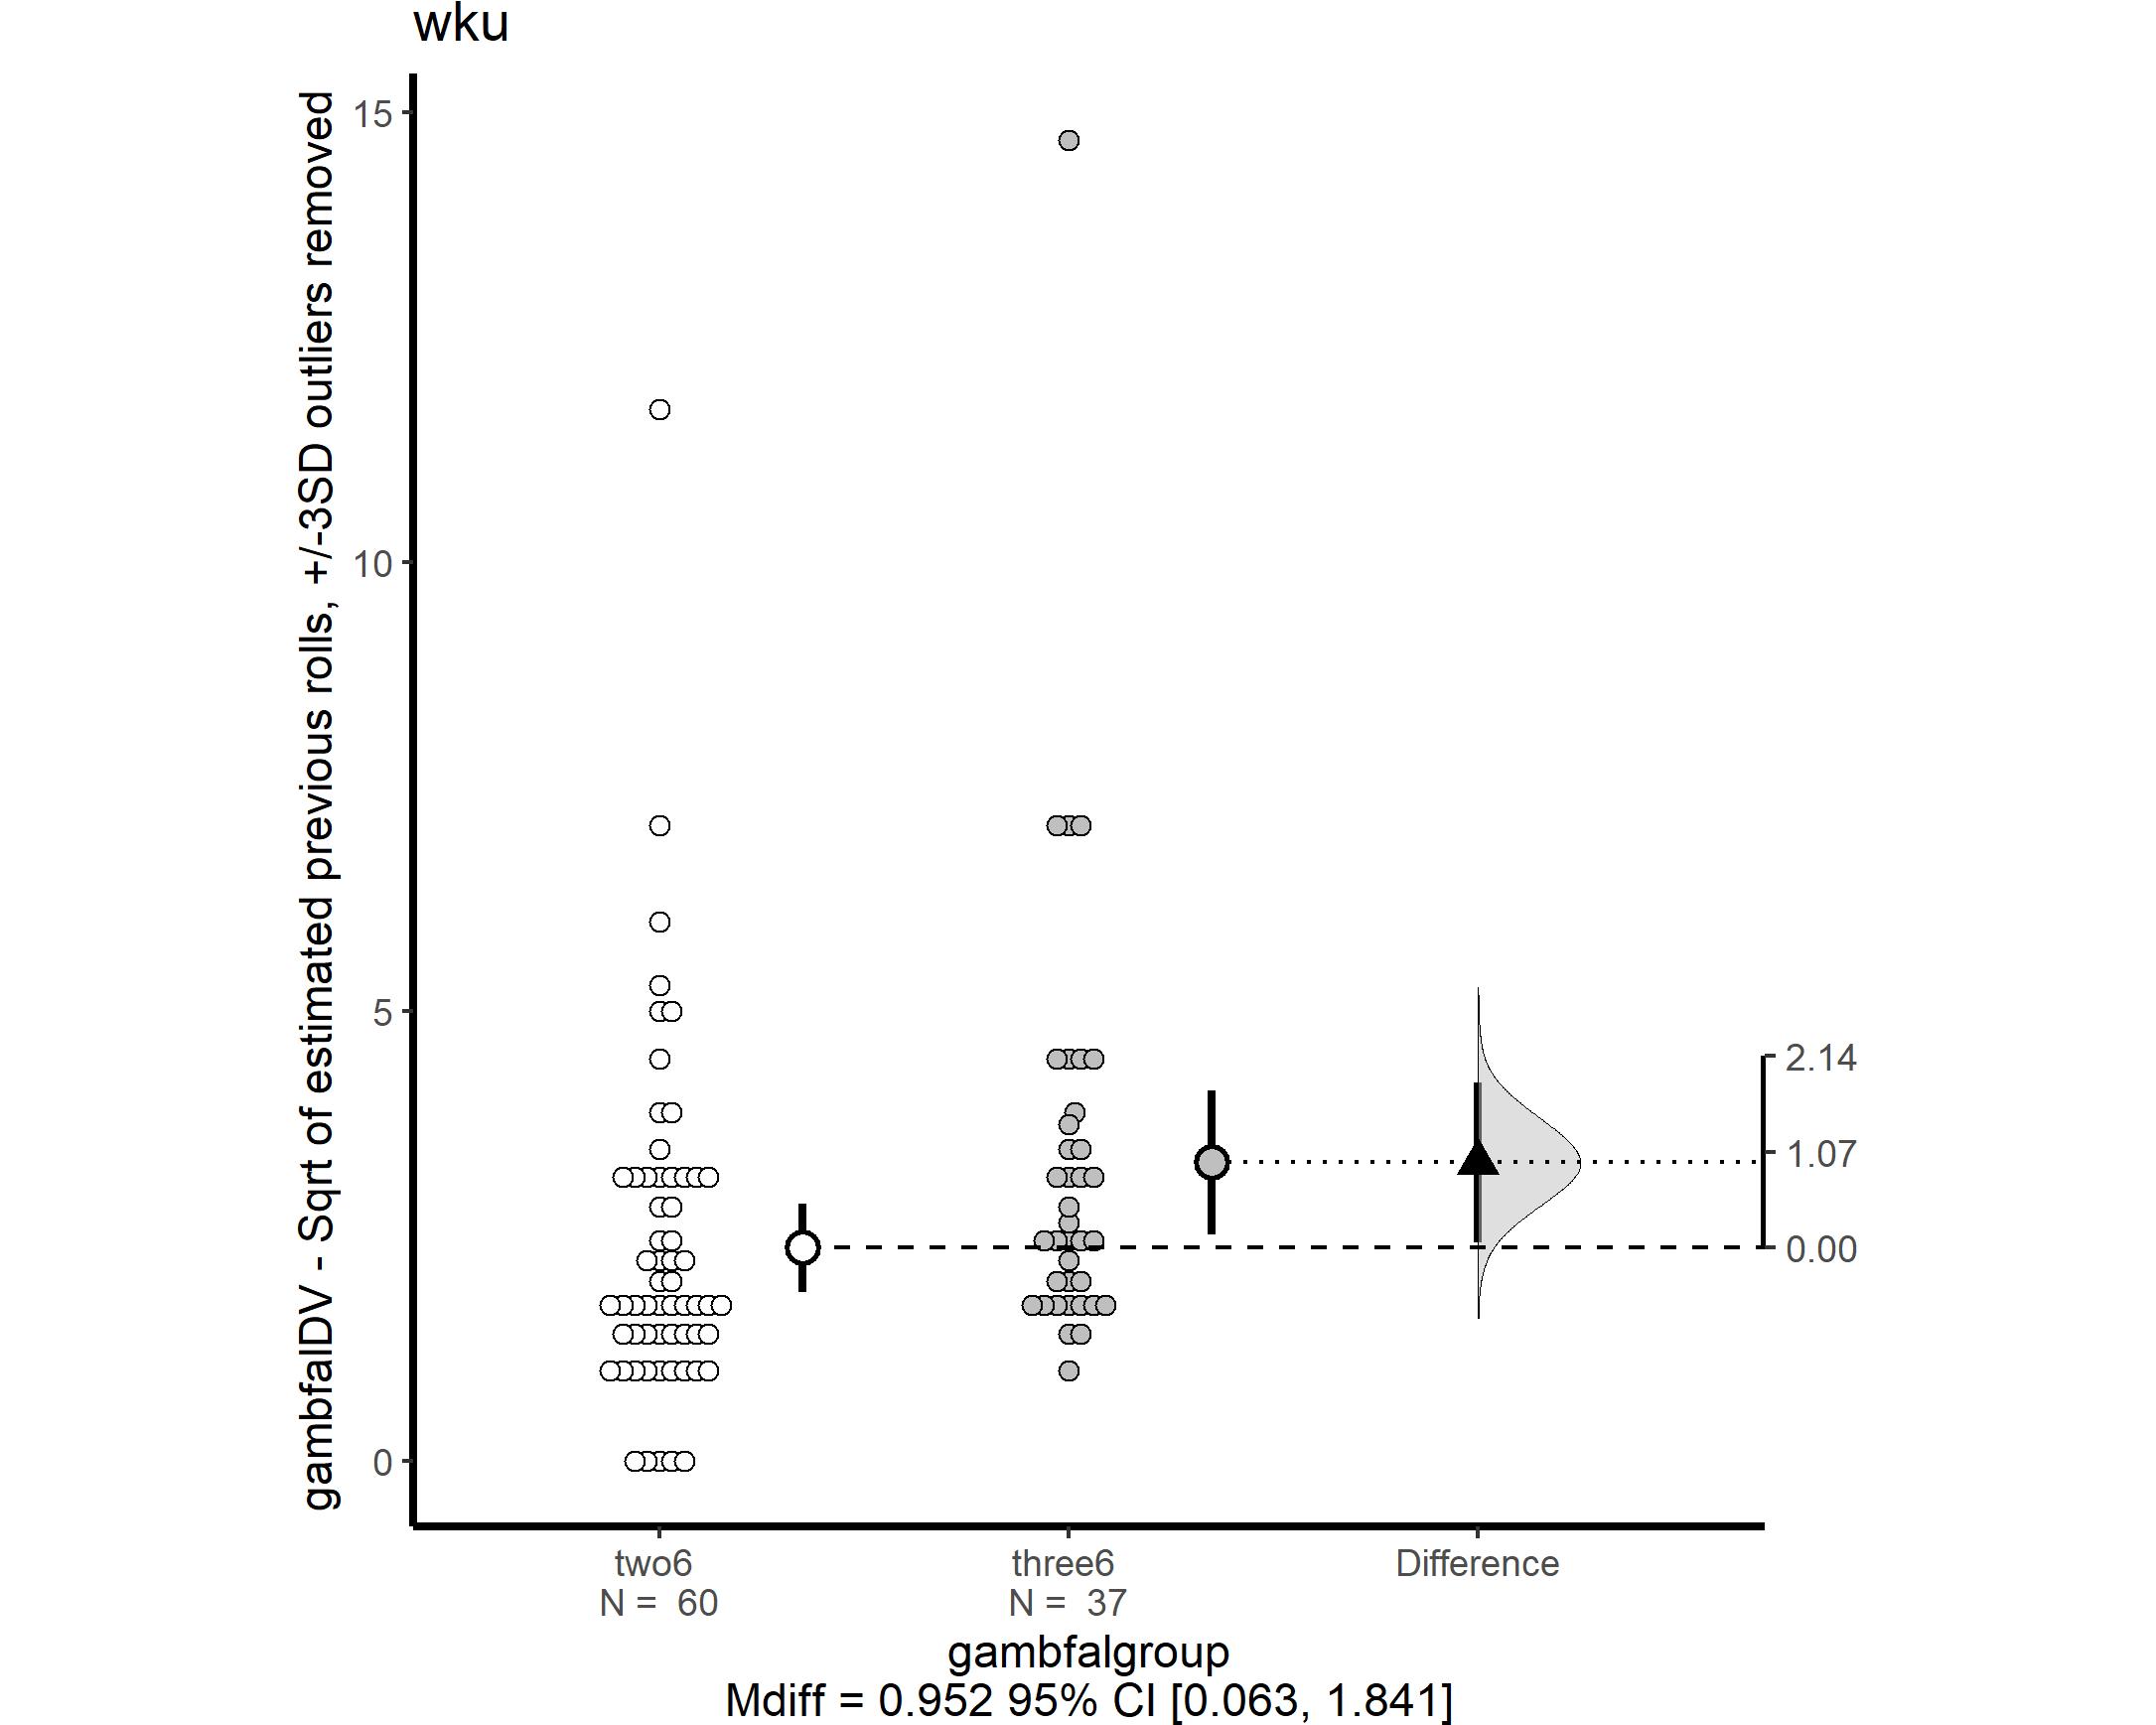 wku
gambfalDV - Sqrt of estimated previous rolls, +/-3SD outliers removed
15
10
5
0
2.14
1.07
0.00
two6
N =  60
three6
N =  37
Difference
gambfalgroup
Mdiff = 0.952 95% CI [0.063, 1.841]